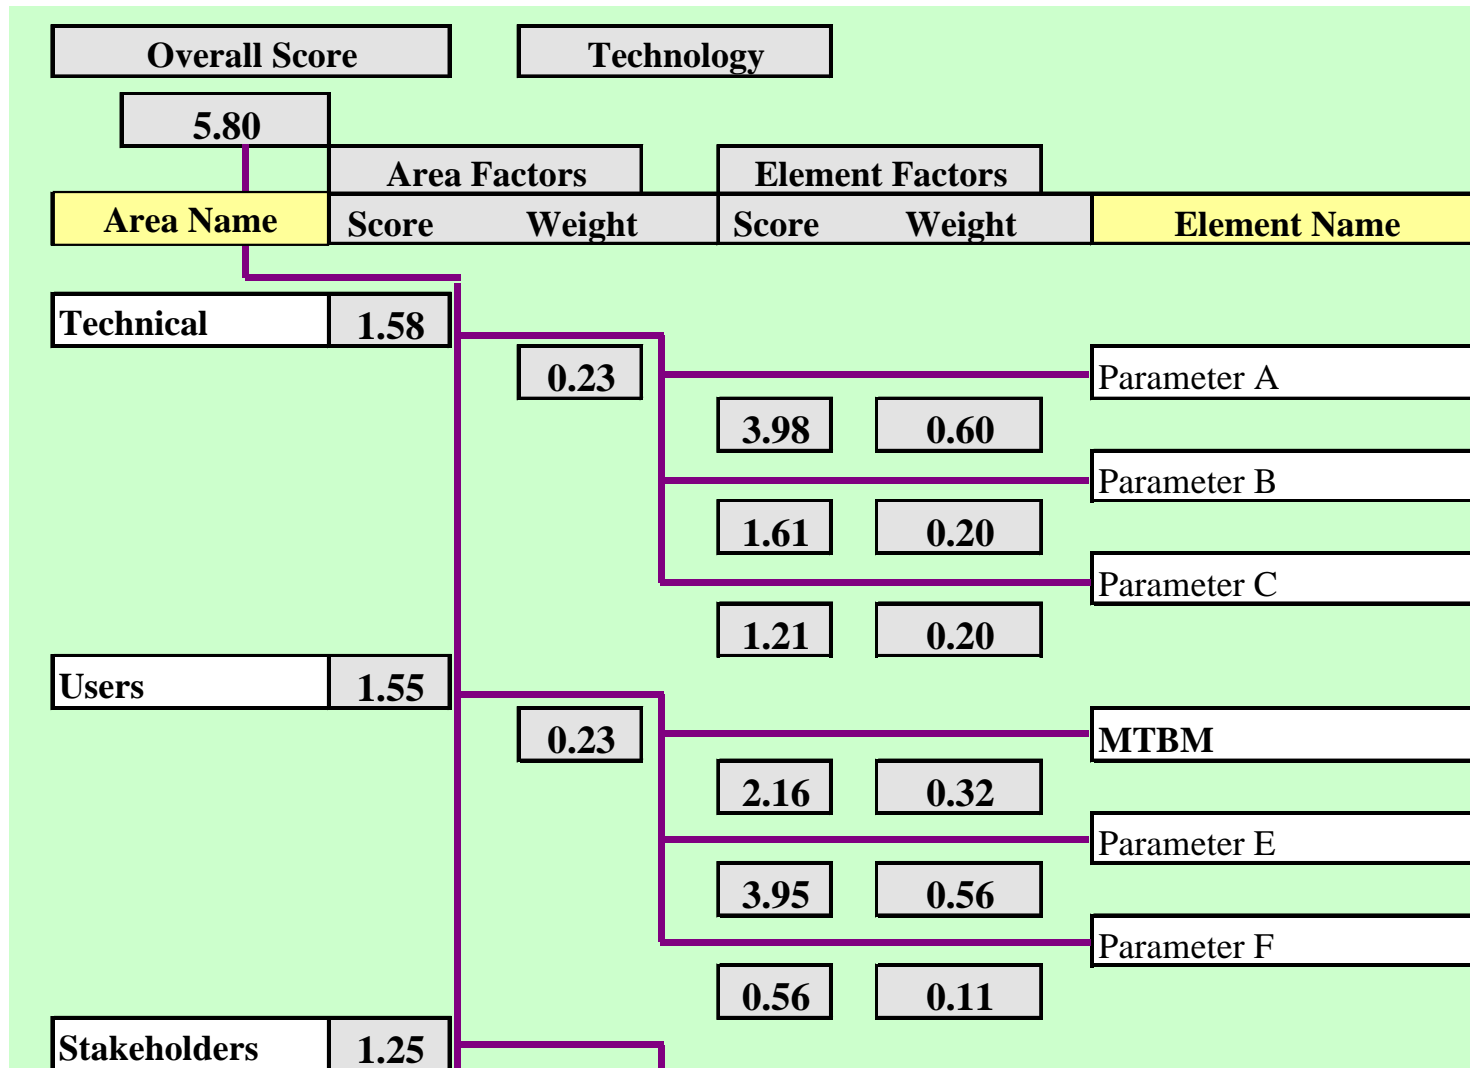 Overall Score Technology
5.80
Area Factors Element Factors
Area Name Score Weight Score Weight Element Name
Technical 1.58
0.23 Parameter A
3.98 0.60
Parameter B
1.61 0.20
Parameter C
1.21 0.20
Users 1.55
0.23 MTBM
2.16 0.32
Parameter E
3.95 0.56
Parameter F
0.56 0.11
Stakeholders 1.25